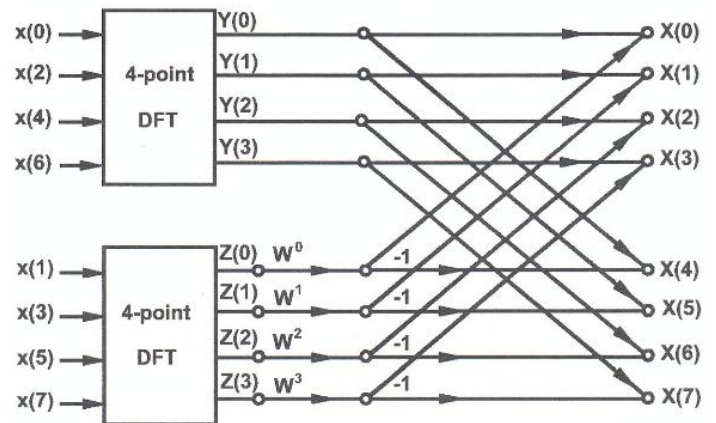 x(0) Y(0) X(0)
x(2) 4-point Y(1) X(1)
x(4) DFT Y(2) X(2)
x(6) Y(3) X(3)
x(1) Z(0) W⁰ -1 X(4)
x(3) 4-point Z(1) W¹ -1 X(5)
x(5) DFT Z(2) W² -1 X(6)
x(7) Z(3) W³ -1 X(7)